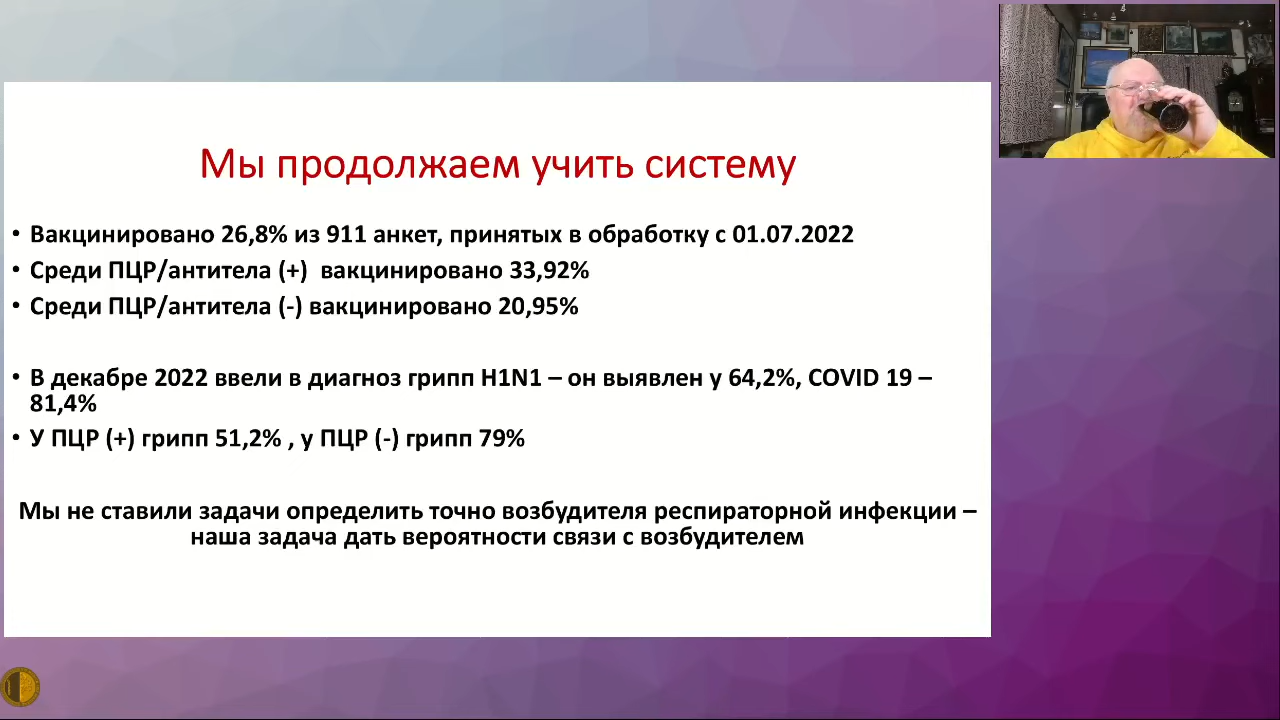 Мы продолжаем учить систему
• Вакцинировано 26,8% из 911 анкет, принятых в обработку с 01.07.2022
• Среди ПЦР/антитела (+) вакцинировано 33,92%
• Среди ПЦР/антитела (-) вакцинировано 20,95%
• В декабре 2022 ввели в диагноз грипп H1N1 – он выявлен у 64,2%, COVID 19 –
81,4%
• У ПЦР (+) грипп 51,2% , у ПЦР (-) грипп 79%
Мы не ставили задачи определить точно возбудителя респираторной инфекции –
наша задача дать вероятности связи с возбудителем